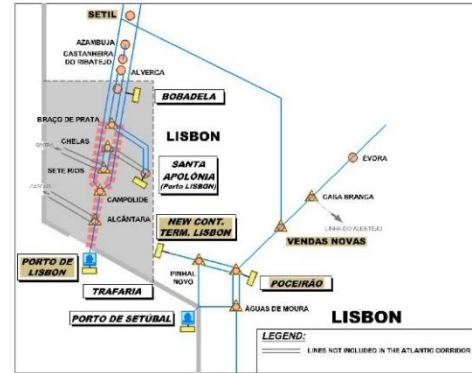 SETIL
AZAMBUJA
CASTANHEIRA
DO RIBATEJO
ALVERCA
BOBADELA
BRAÇO DE PRATA
LISBON
CHELAS
SANTA
APOLÓNIA
(Porto LISBON)
SETE RIOS
ÉVORA
CASA BRANCA
LINHA DO ALENTEJO
CAMPOLIDE
NEW CONT.
TERM. LISBON
ALCÂNTARA
VENDAS NOVAS
PORTO DE
LISBON
PINHAL
NOVO
POCEIRÃO
TRAFARIA
ÁGUAS DE MOURA
LISBON
PORTO DE SETÚBAL
LEGEND:
LINES NOT INCLUDED IN THE ATLANTIC CORRIDOR